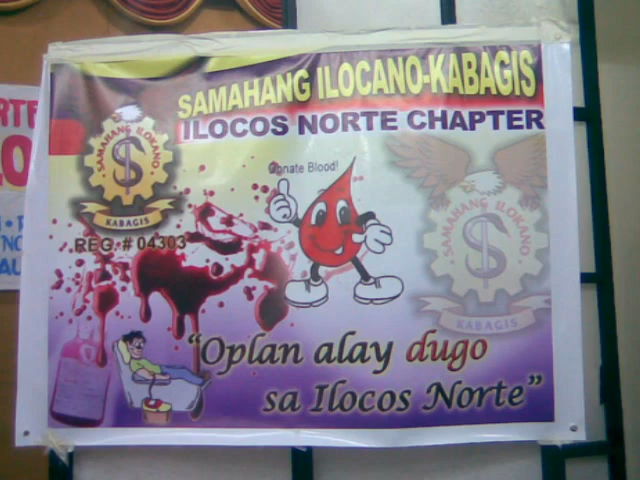 SAMAHANG ILOCANO-KABAGIS
ILOCOS NORTE CHAPTER
SAMAHANG ILOKANO
KABAGIS
REG. # 04303
Donate Blood!
SAMAHANG ILOKANO
KABAGIS
"Oplan alay dugo
sa Ilocos Norte"